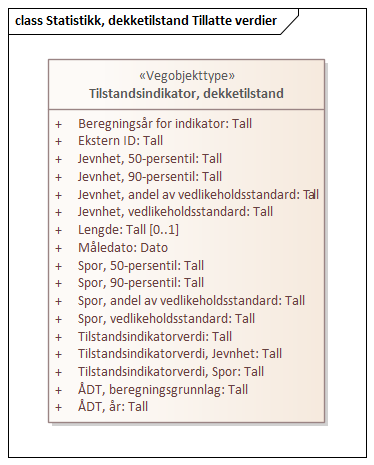 class Statistikk, dekketilstand Tillatte verdier
«Vegobjekttype»
Tilstandsindikator, dekketilstand
+ Beregningsår for indikator: Tall
+ Ekstern ID: Tall
+ Jevnhet, 50-persentil: Tall
+ Jevnhet, 90-persentil: Tall
+ Jevnhet, andel av vedlikeholdsstandard: Tall
+ Jevnhet, vedlikeholdsstandard: Tall
+ Lengde: Tall [0..1]
+ Måledato: Dato
+ Spor, 50-persentil: Tall
+ Spor, 90-persentil: Tall
+ Spor, andel av vedlikeholdsstandard: Tall
+ Spor, vedlikeholdsstandard: Tall
+ Tilstandsindikatorverdi: Tall
+ Tilstandsindikatorverdi, Jevnhet: Tall
+ Tilstandsindikatorverdi, Spor: Tall
+ ÅDT, beregningsgrunnlag: Tall
+ ÅDT, år: Tall